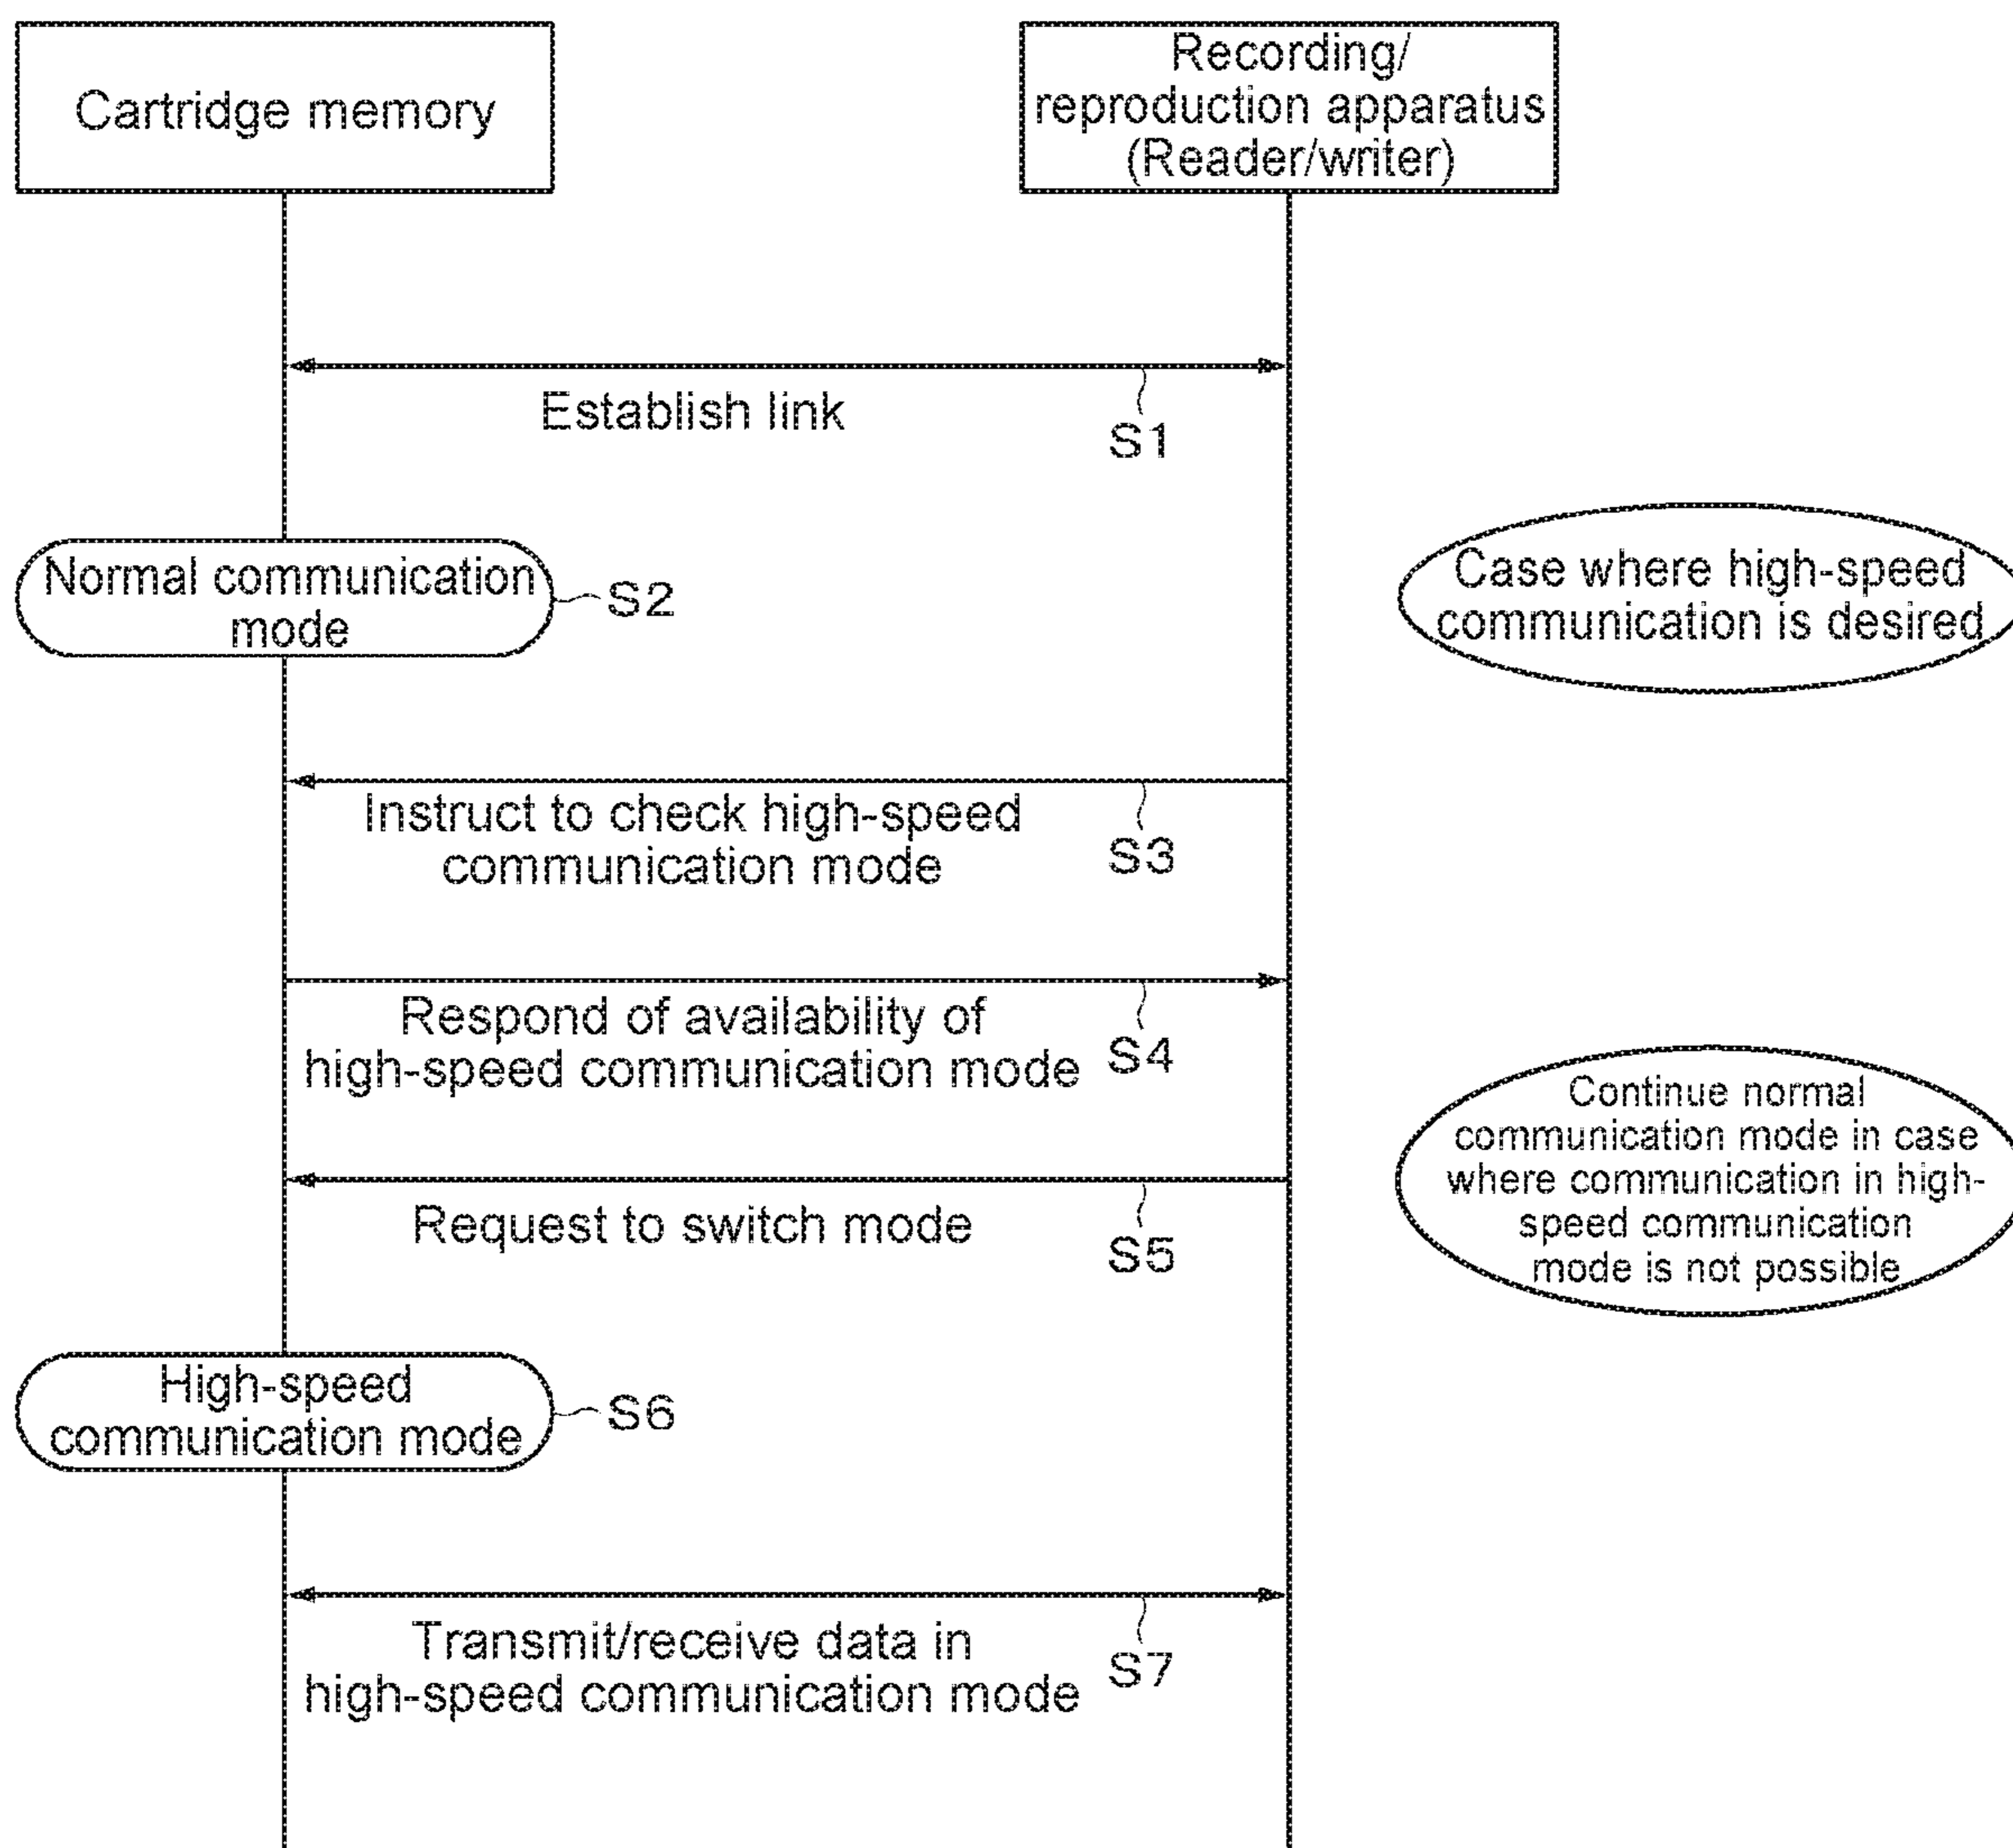 Cartridge memory
Recording/
reproduction apparatus
(Reader/writer)
Establish link
S1
Normal communication
mode
S2
Case where high-speed
communication is desired
Instruct to check high-speed
communication mode
S3
Respond of availability of
high-speed communication mode
S4
Continue normal
communication mode in case
where communication in high-
speed communication
mode is not possible
Request to switch mode
S5
High-speed
communication mode
S6
Transmit/receive data in
high-speed communication mode
S7